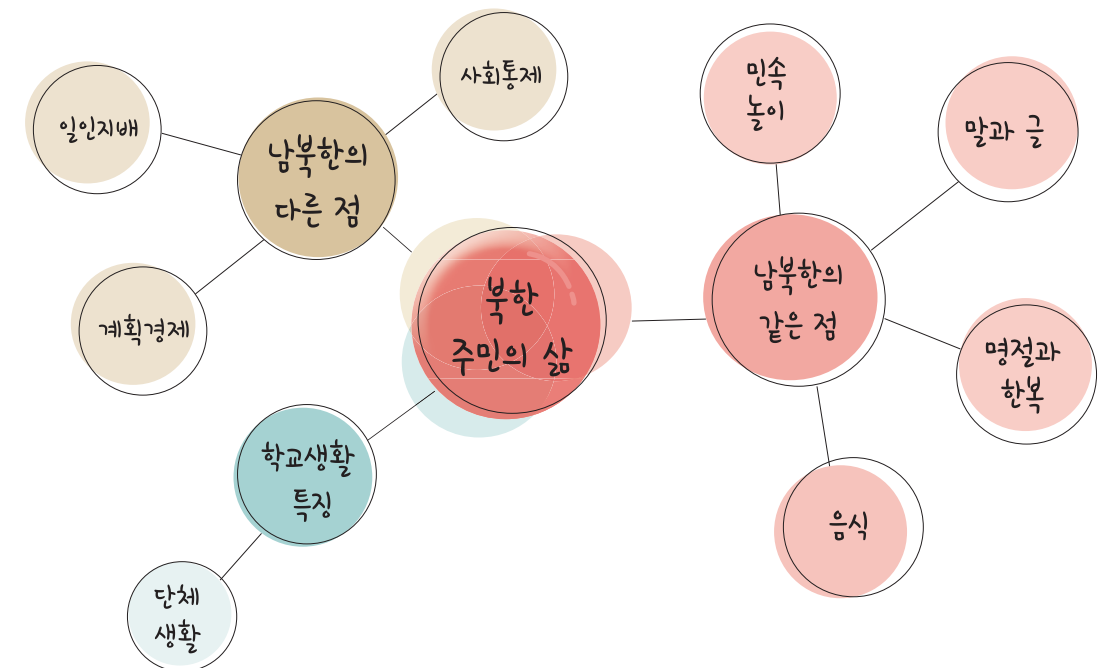 사회통제
일인지배
남북한의
다른 점
계획경제
북한
주민의 삶
학교생활
특징
단체
생활
민속
놀이
말과 글
남북한의
같은 점
명절과
한복
음식